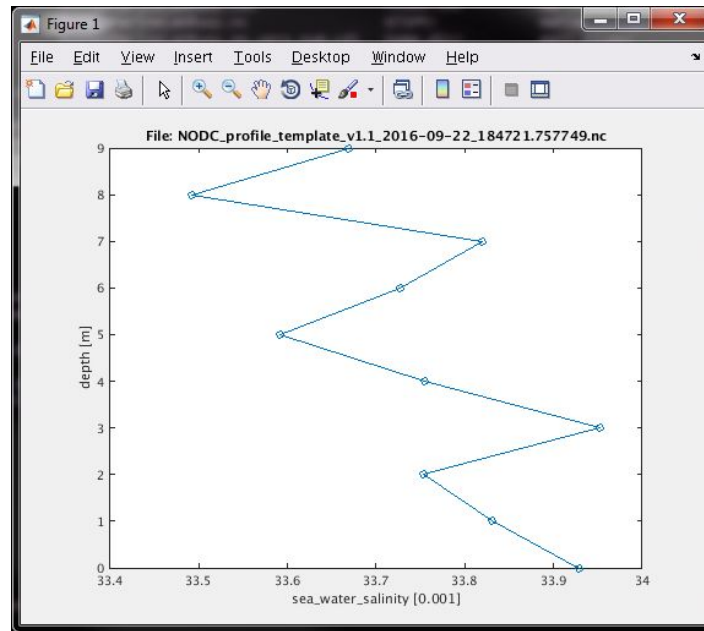 Figure 1
File Edit View Insert Tools Desktop Window Help
File: NODC_profile_template_v1.1_2016-09-22_184721.757749.nc
9
8
7
6
5
4
3
2
1
0
depth [m]
33.4 33.5 33.6 33.7 33.8 33.9 34
sea_water_salinity [0.001]